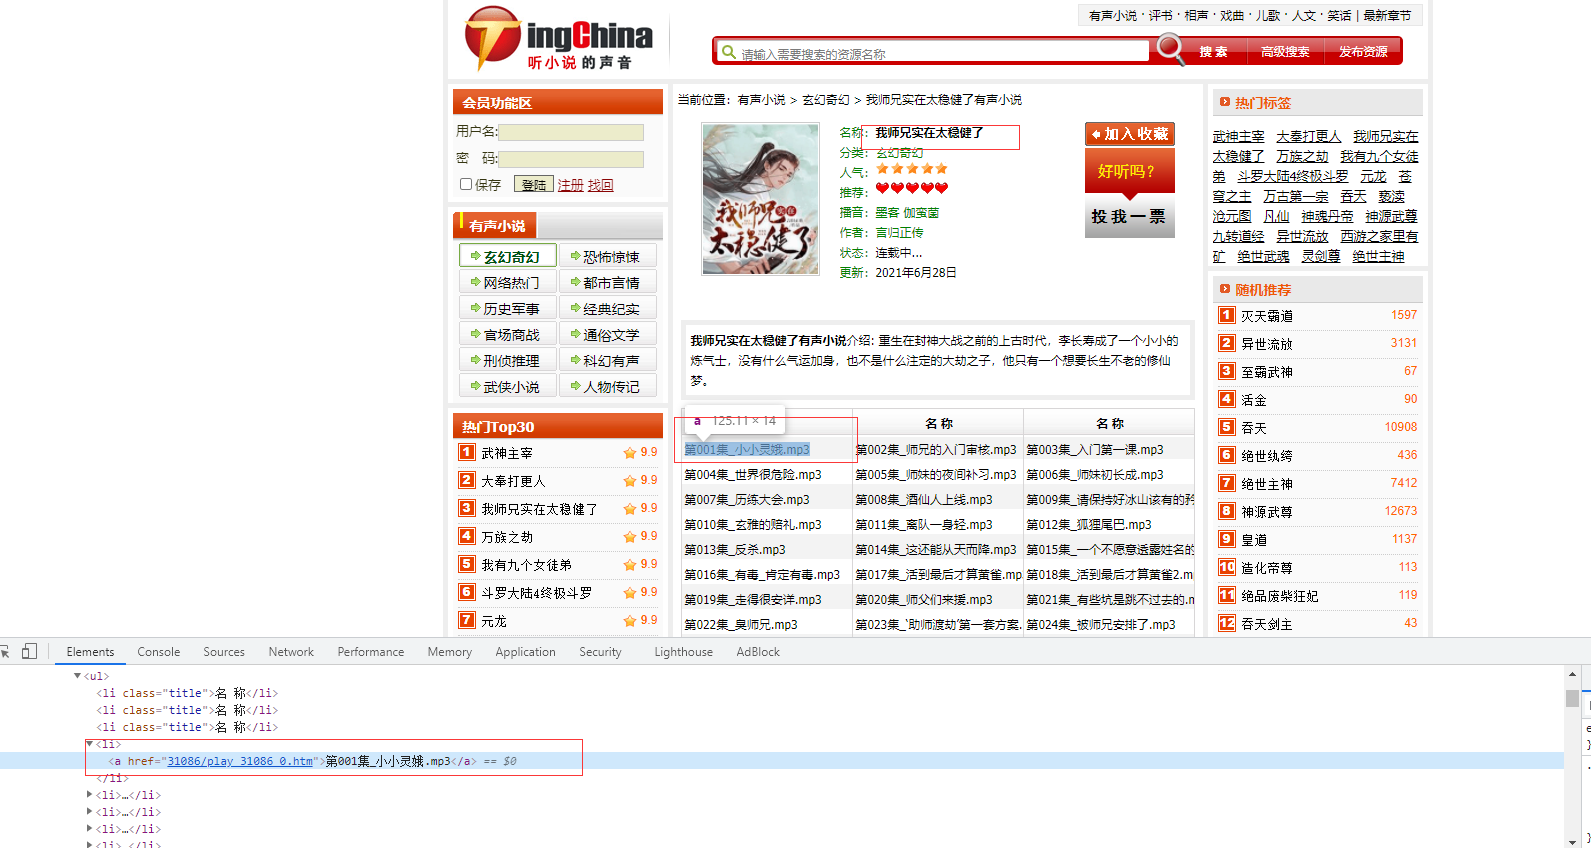 ingChina
听小说 的声音
有声小说 · 评书 · 相声 · 戏曲 · 儿歌 · 人文 · 笑话 | 最新章节
请输入需要搜索的资源名称
搜 索
高级搜索
发布资源
会员功能区
用户名:
密 码:
保存 登陆 注册 找回
有声小说
玄幻奇幻 恐怖惊悚
网络热门 都市言情
历史军事 经典纪实
官场商战 通俗文学
刑侦推理 科幻有声
武侠小说 人物传记
热门Top30
1 武神主宰 9.9
2 大奉打更人 9.9
3 我师兄实在太稳健了 9.9
4 万族之劫 9.9
5 我有九个女徒弟 9.9
6 斗罗大陆4终极斗罗 9.9
7 元龙 9.9
当前位置：有声小说 > 玄幻奇幻 > 我师兄实在太稳健了有声小说
我师兄实在
太稳健了
名称： 我师兄实在太稳健了
分类： 玄幻奇幻
人气：
推荐：
播音： 墨客 伽蛮菌
作者： 言归正传
状态： 连载中...
更新： 2021年6月28日
加入收藏
好听吗?
投我一票
我师兄实在太稳健了有声小说介绍: 重生在封神大战之前的上古时代，李长寿成了一个小小的
炼气士，没有什么气运加身，也不是什么注定的大劫之子，他只有一个想要长生不老的修仙
梦。
a 125.11 × 14
名 称 名 称
第001集_小小灵娥.mp3 第002集_师兄的入门审核.mp3 第003集_入门第一课.mp3
第004集_世界很危险.mp3 第005集_师妹的夜间补习.mp3 第006集_师妹初长成.mp3
第007集_历练大会.mp3 第008集_酒仙人上线.mp3 第009集_请保持好冰山该有的矜
第010集_玄雅的赔礼.mp3 第011集_离队一身轻.mp3 第012集_狐狸尾巴.mp3
第013集_反杀.mp3 第014集_这还能从天而降.mp3 第015集_一个不愿意透露姓名的
第016集_有毒_肯定有毒.mp3 第017集_活到最后才算黄雀.mp 第018集_活到最后才算黄雀2.m
第019集_走得很安详.mp3 第020集_师父们来援.mp3 第021集_有些坑是跳不过去的.m
第022集_臭师兄.mp3 第023集_'助师渡劫'第一套方案. 第024集_被师兄安排了.mp3
热门标签
武神主宰 大奉打更人 我师兄实在
太稳健了 万族之劫 我有九个女徒
弟 斗罗大陆4终极斗罗 元龙 苍
穹之主 万古第一宗 吞天 亵渎
沧元图 凡仙 神魂丹帝 神源武尊
九转道经 异世流放 西游之家里有
矿 绝世武魂 灵剑尊 绝世主神
随机推荐
1 灭天霸道 1597
2 异世流放 3131
3 至霸武神 67
4 活金 90
5 吞天 10908
6 绝世纨绔 436
7 绝世主神 7412
8 神源武尊 12673
9 皇道 1137
10 造化帝尊 113
11 绝品废柴狂妃 119
12 吞天剑主 43
Elements Console Sources Network Performance Memory Application Security Lighthouse AdBlock
<ul>
<li class="title">名 称</li>
<li class="title">名 称</li>
<li class="title">名 称</li>
<li>
<a href="31086/play_31086_0.htm">第001集_小小灵娥.mp3</a> == $0
</li>
<li>…</li>
<li>…</li>
<li>…</li>
<li>…</li>